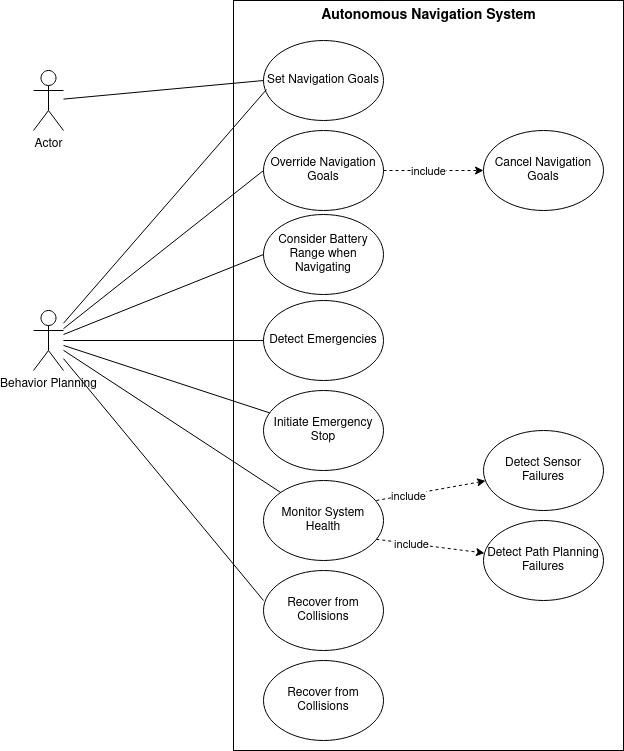 Autonomous Navigation System
Set Navigation Goals
Actor
Override Navigation
Goals
include
Cancel Navigation
Goals
Consider Battery
Range when
Navigating
Detect Emergencies
Behavior Planning
Initiate Emergency
Stop
Monitor System
Health
include
Detect Sensor
Failures
include
Detect Path Planning
Failures
Recover from
Collisions
Recover from
Collisions